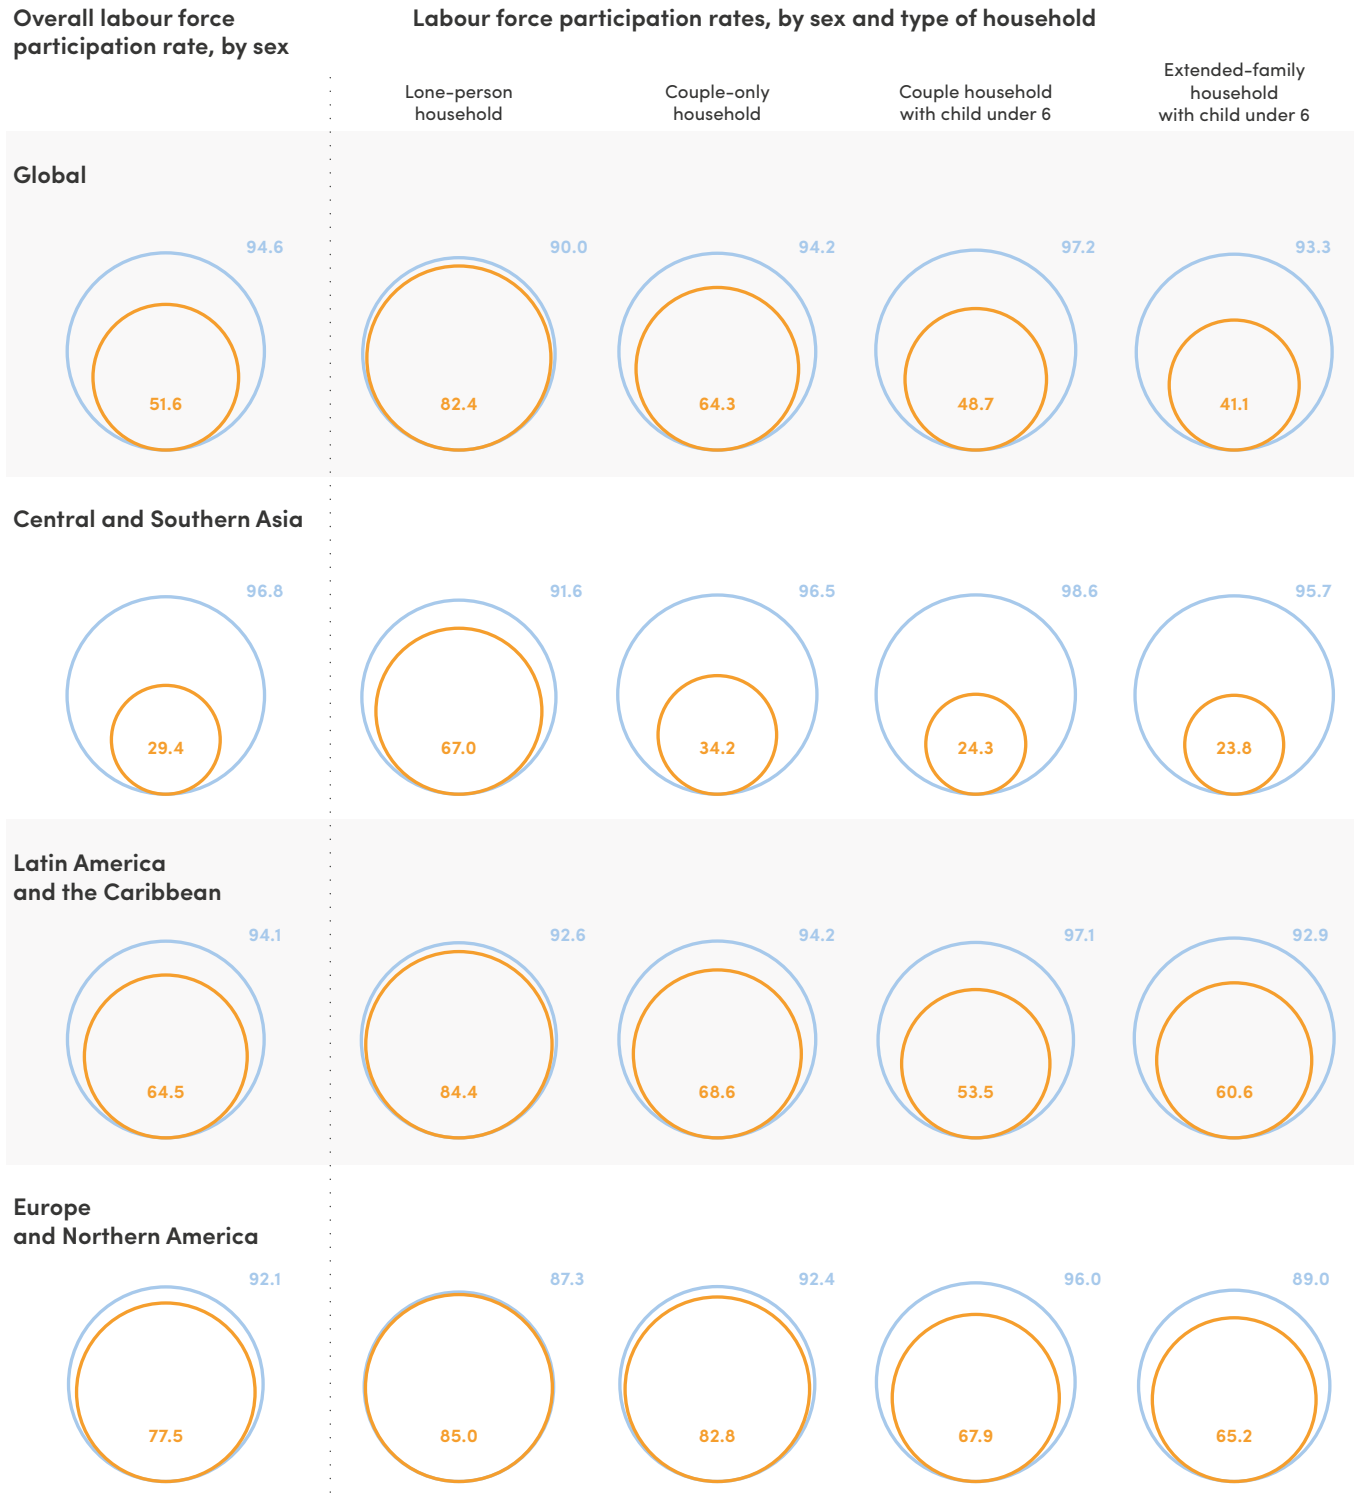 Overall labour force
participation rate, by sex
Labour force participation rates, by sex and type of household
Lone-person
household
Couple-only
household
Couple household
with child under 6
Extended-family
household
with child under 6
Global
94.6
51.6
90.0
82.4
94.2
64.3
97.2
48.7
93.3
41.1
Central and Southern Asia
96.8
29.4
91.6
67.0
96.5
34.2
98.6
24.3
95.7
23.8
Latin America
and the Caribbean
94.1
64.5
92.6
84.4
94.2
68.6
97.1
53.5
92.9
60.6
Europe
and Northern America
92.1
77.5
87.3
85.0
92.4
82.8
96.0
67.9
89.0
65.2